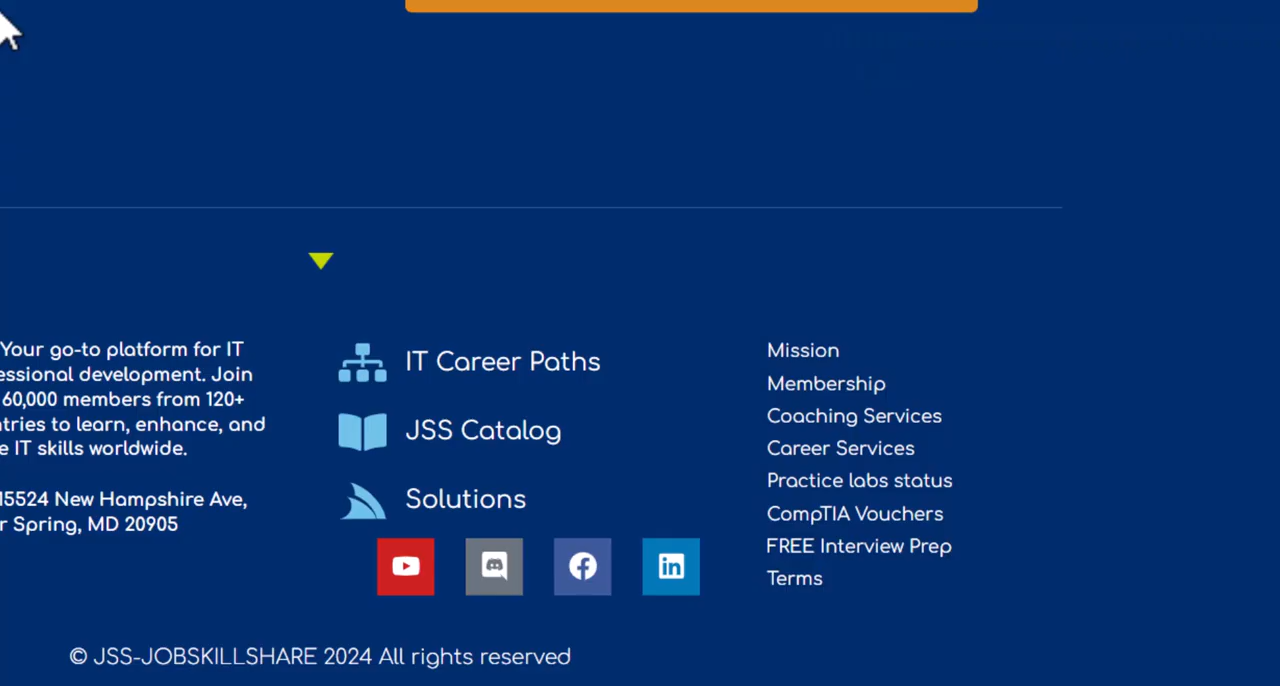 Your go-to platform for IT
essional development. Join
60,000 members from 120+
ntries to learn, enhance, and
e IT skills worldwide.
15524 New Hampshire Ave,
r Spring, MD 20905
IT Career Paths
JSS Catalog
Solutions
in
Mission
Membership
Coaching Services
Career Services
Practice labs status
CompTIA Vouchers
FREE Interview Prep
Terms
© JSS-JOBSKILLSHARE 2024 All rights reserved